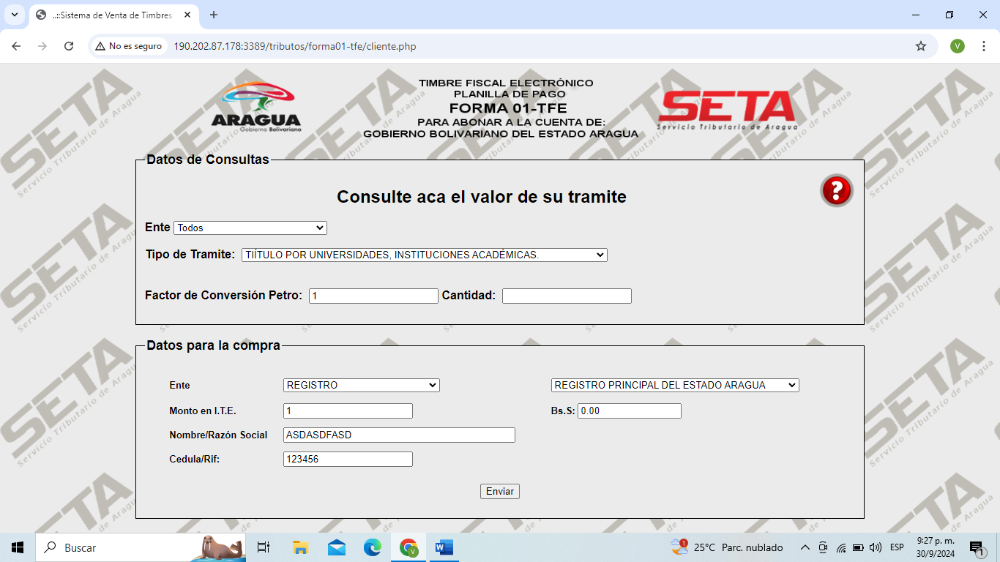 ..::Sistema de Venta de Timbres
No es seguro 190.202.87.178:3389/tributos/forma01-tfe/cliente.php
V
ARAGUA
Gobierno Bolivariano
TIMBRE FISCAL ELECTRÓNICO
PLANILLA DE PAGO
FORMA 01-TFE
PARA ABONAR A LA CUENTA DE:
GOBIERNO BOLIVARIANO DEL ESTADO ARAGUA
SETA
Servicio Tributario de Aragua
Datos de Consultas
Consulte aca el valor de su tramite
?
Ente Todos
Tipo de Tramite: TIÍTULO POR UNIVERSIDADES, INSTITUCIONES ACADÉMICAS.
Factor de Conversión Petro: 1 Cantidad:
Datos para la compra
Ente REGISTRO REGISTRO PRINCIPAL DEL ESTADO ARAGUA
Monto en I.T.E. 1 Bs.S: 0.00
Nombre/Razón Social ASDASDFASD
Cedula/Rif: 123456
Enviar
Buscar
1 25°C Parc. nublado ESP 9:27 p. m.
30/9/2024
1